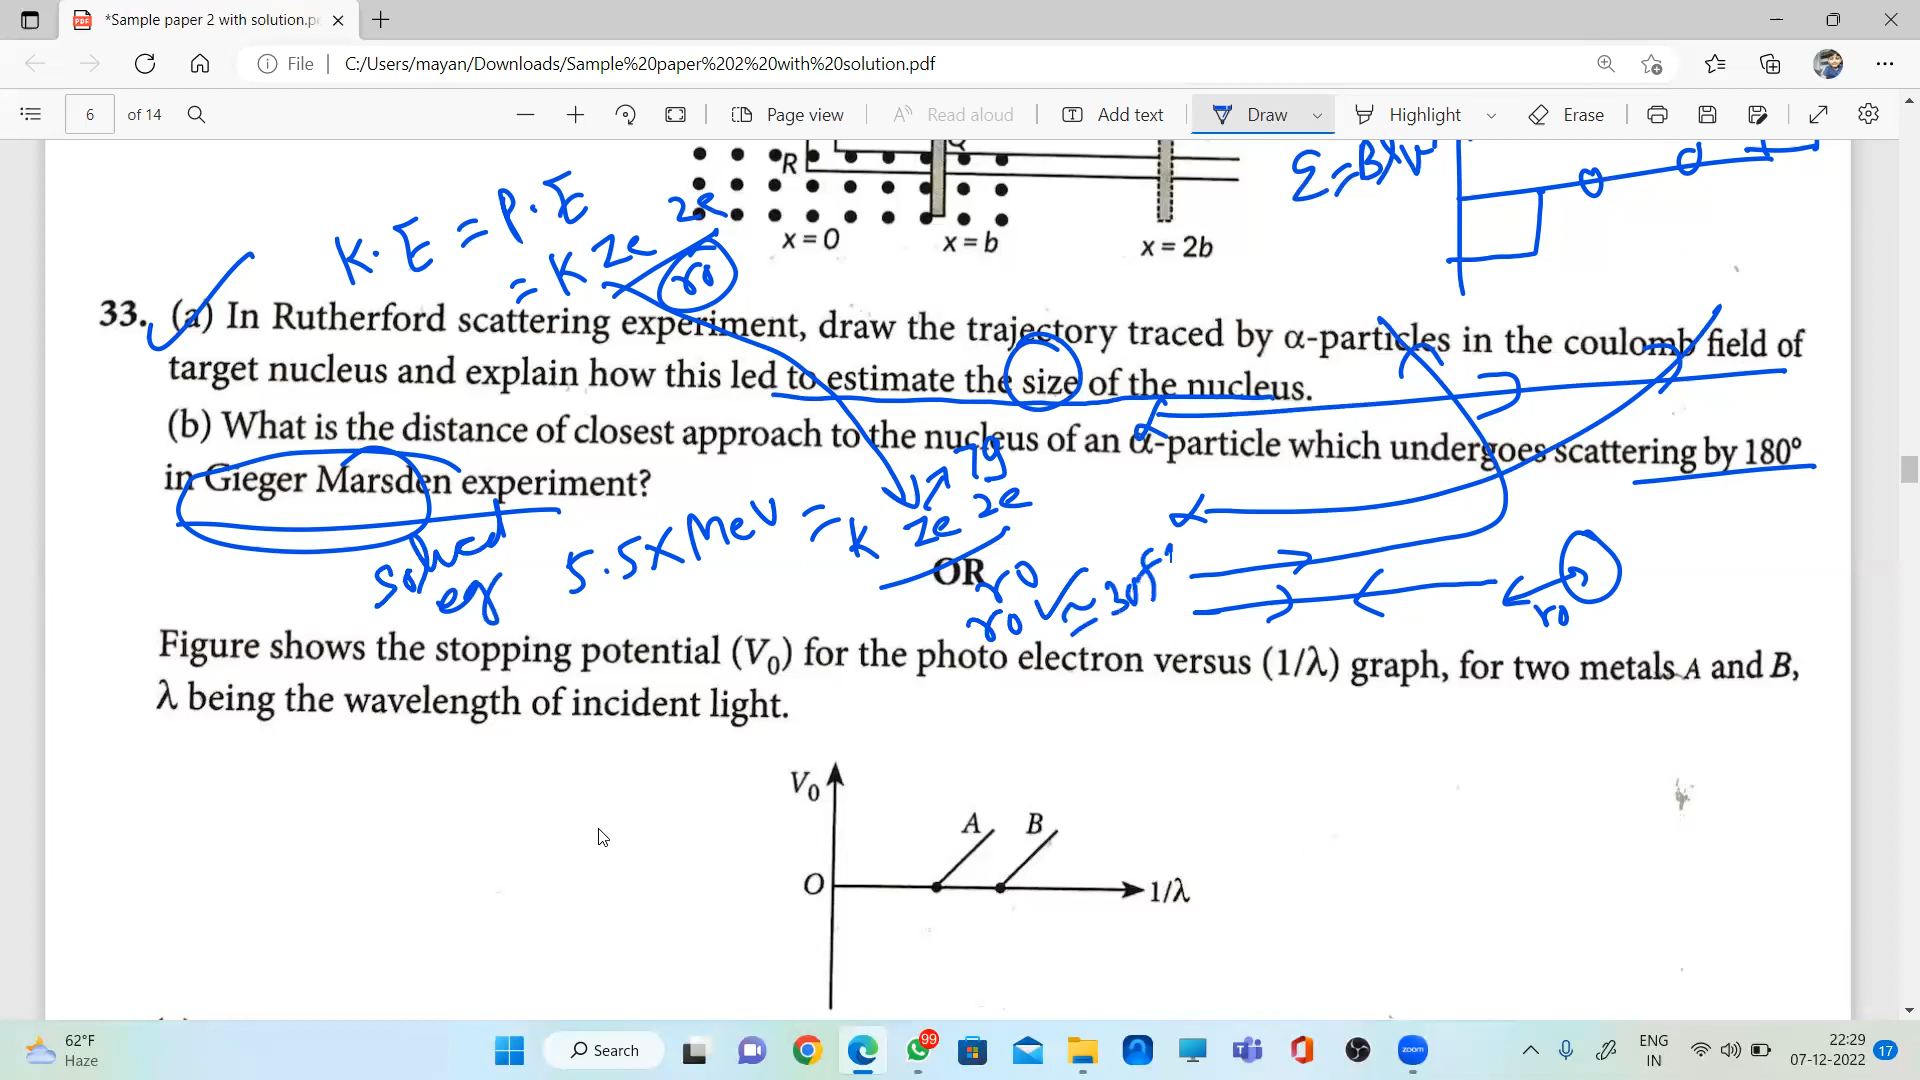 *Sample paper 2 with solution.p
File
C:/Users/mayan/Downloads/Sample%20paper%202%20with%20solution.pdf
6 of 14
Page view
Read aloud
Add text
Draw
Highlight
Erase
R
x = 0
x = b
x = 2b
ε = Blv
K.E = P.E
= K Ze 2e
r0
33. (a) In Rutherford scattering experiment, draw the trajectory traced by α-particles in the coulomb field of
target nucleus and explain how this led to estimate the size of the nucleus.
(b) What is the distance of closest approach to the nucleus of an α-particle which undergoes scattering by 180°
in Gieger Marsden experiment?
79
solved
eg
5.5 x MeV = K Ze 2e
r0
r0 ≈ 30f
α
α
r0
OR
Figure shows the stopping potential (V0) for the photo electron versus (1/λ) graph, for two metals A and B,
λ being the wavelength of incident light.
V0
A
B
O
1/λ
62°F
Haze
Search
99
zoom
ENG
IN
22:29
07-12-2022
17